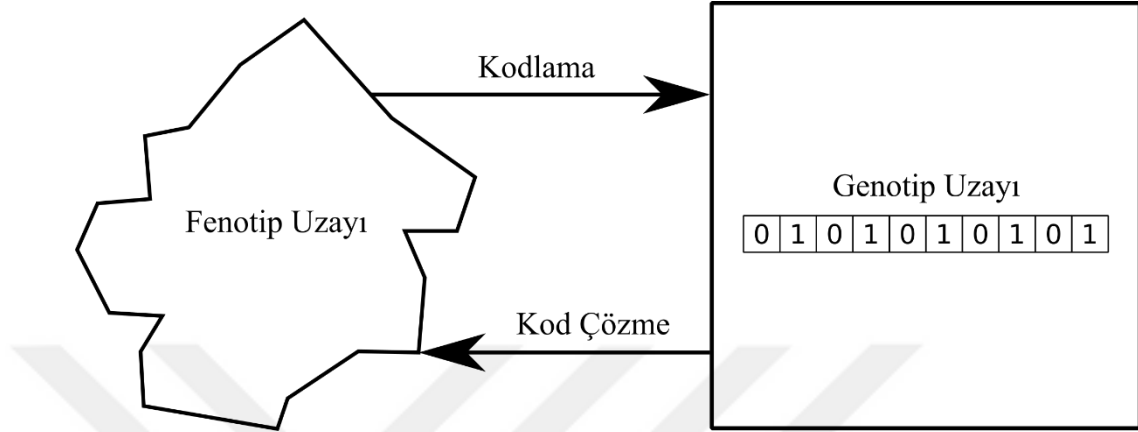 Kodlama
Fenotip Uzayı
Genotip Uzayı
0 1 0 1 0 1 0 1 0 1
Kod Çözme